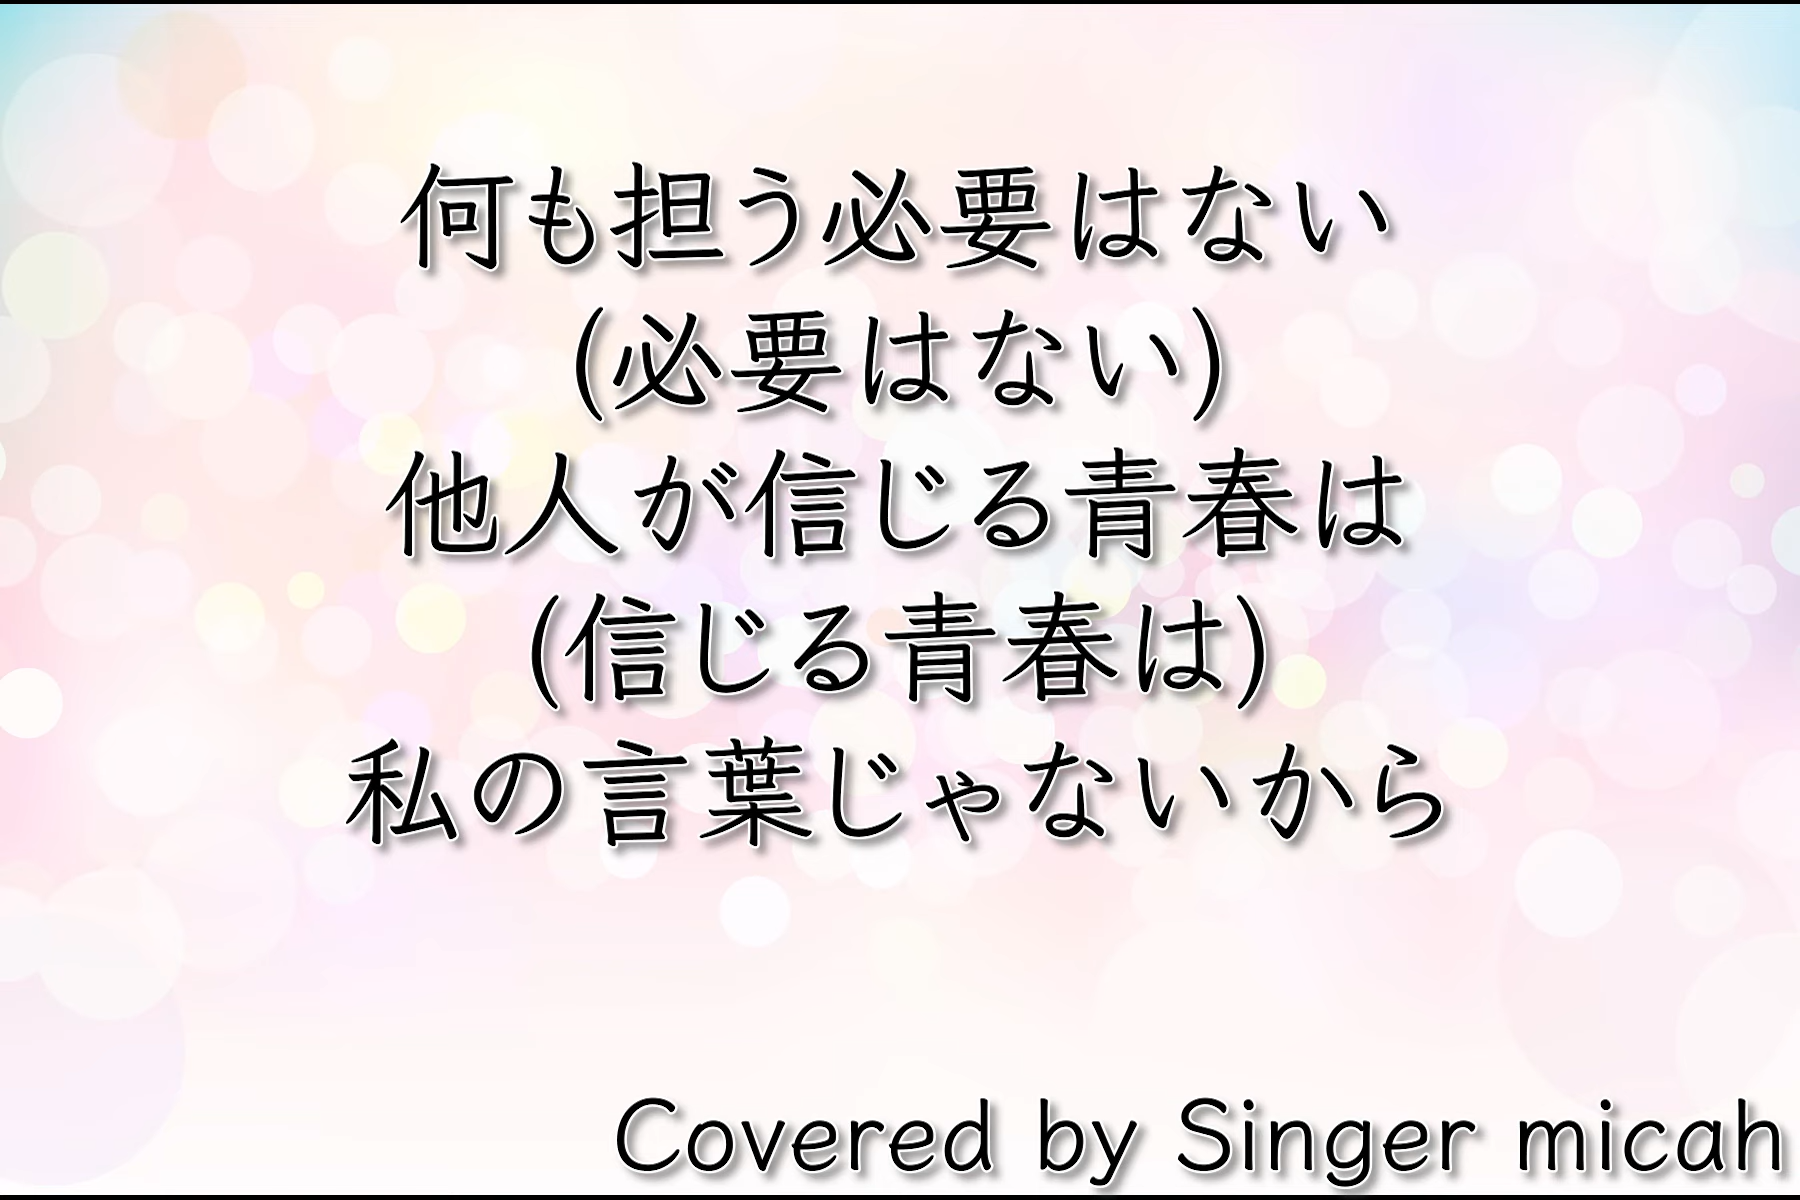 何も担う必要はない
(必要はない)
他人が信じる青春は
(信じる青春は)
私の言葉じゃないから
Covered by Singer micah